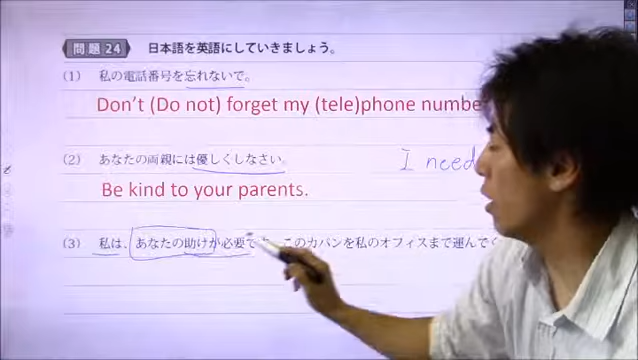 問題24 日本語を英語にしていきましょう。
(1) 私の電話番号を忘れないで。
Don't (Do not) forget my (tele)phone numbe
(2) あなたの両親には優しくしなさい.
I need
Be kind to your parents.
(3) 私は、あなたの助けが必要で このカバンを私のオフィスまで運んでく